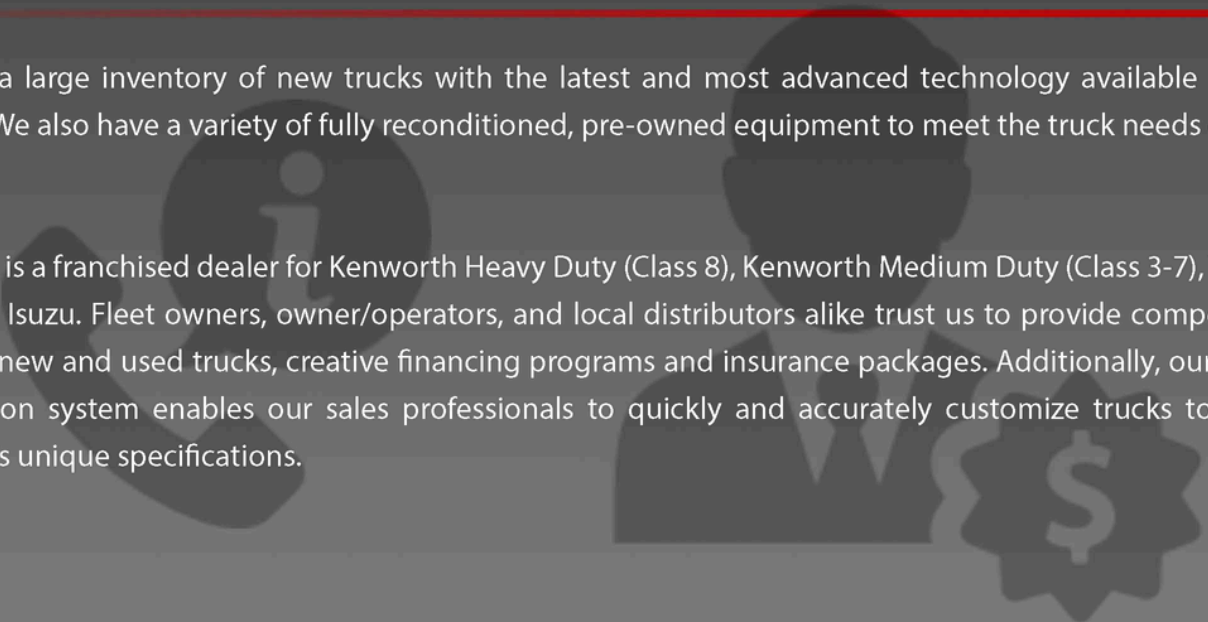 a large inventory of new trucks with the latest and most advanced technology available
We also have a variety of fully reconditioned, pre-owned equipment to meet the truck needs
is a franchised dealer for Kenworth Heavy Duty (Class 8), Kenworth Medium Duty (Class 3-7),
Isuzu. Fleet owners, owner/operators, and local distributors alike trust us to provide comp
new and used trucks, creative financing programs and insurance packages. Additionally, our
on system enables our sales professionals to quickly and accurately customize trucks to
s unique specifications.
i
$